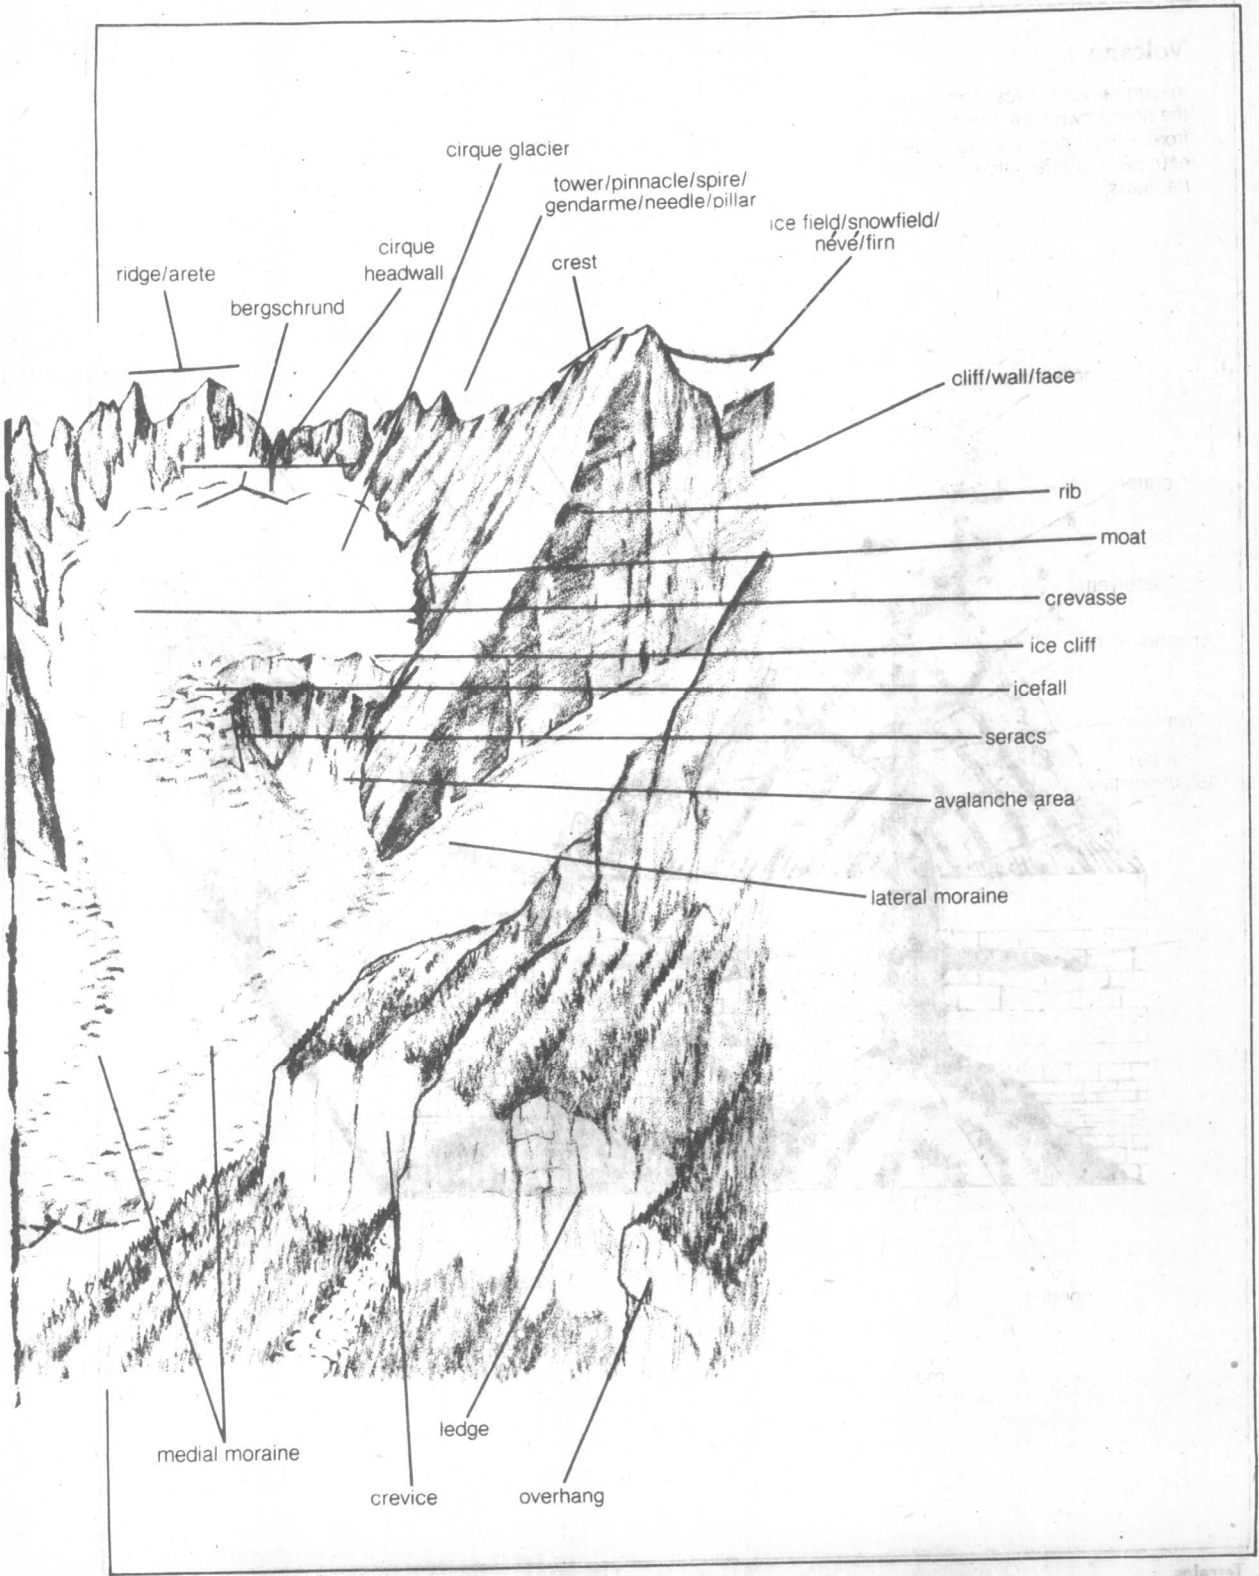 cirque glacier
tower/pinnacle/spire/
gendarme/needle/pillar
ice field/snowfield/
névé/firn
cirque
headwall
crest
ridge/arete
bergschrund
cliff/wall/face
rib
moat
crevasse
ice cliff
icefall
seracs
avalanche area
lateral moraine
ledge
medial moraine
crevice
overhang